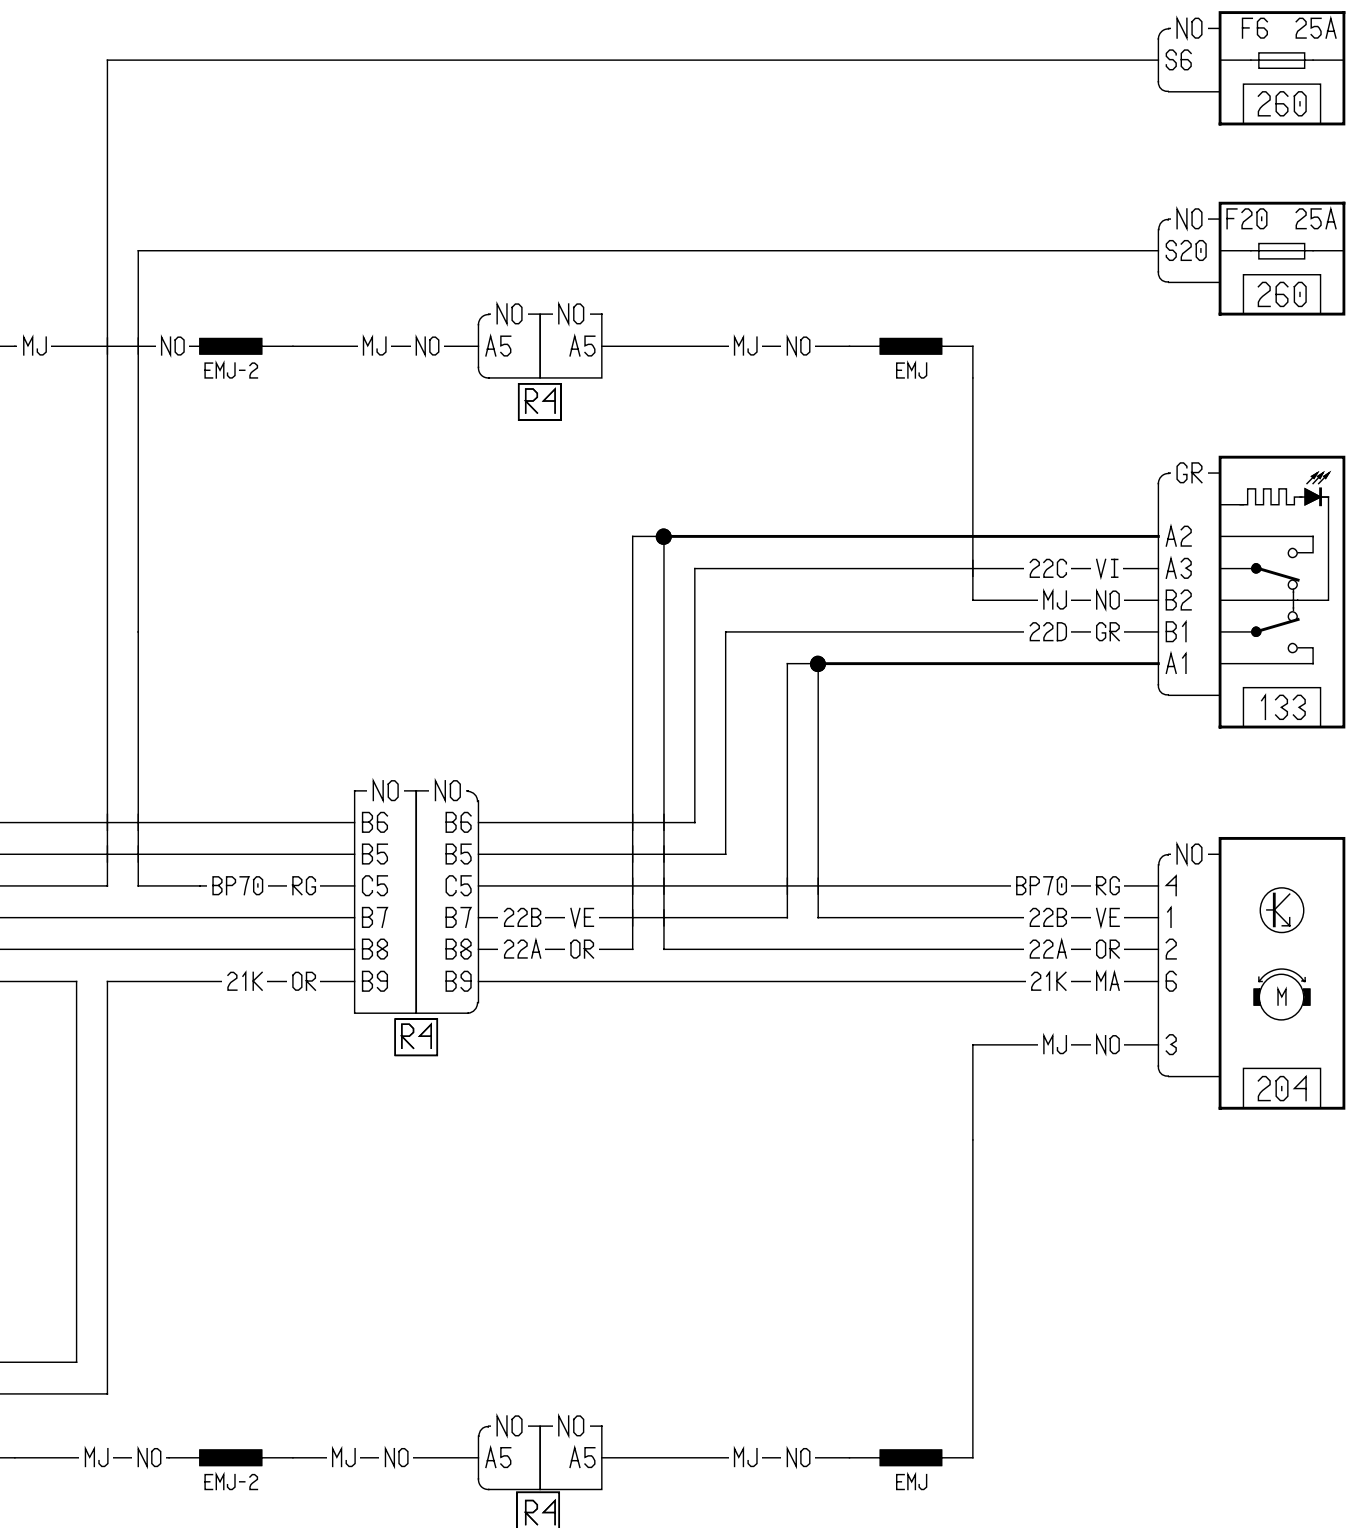 NO F6 25A
S6
260
NO F20 25A
S20
260
NO NO
MJ NO MJ NO A5 A5 MJ NO
EMJ-2 EMJ
R4
GR
A2
22C VI A3
MJ NO B2
22D GR B1
A1
133
NO NO
B6 B6
B5 B5 NO
BP70 RG C5 C5 BP70 RG 4
B7 B7 22B VE 22B VE 1
B8 B8 22A OR 22A OR 2
21K OR B9 B9 21K MA 6
M
R4
MJ NO 3
204
NO NO
MJ NO MJ NO A5 A5 MJ NO
EMJ-2 EMJ
R4